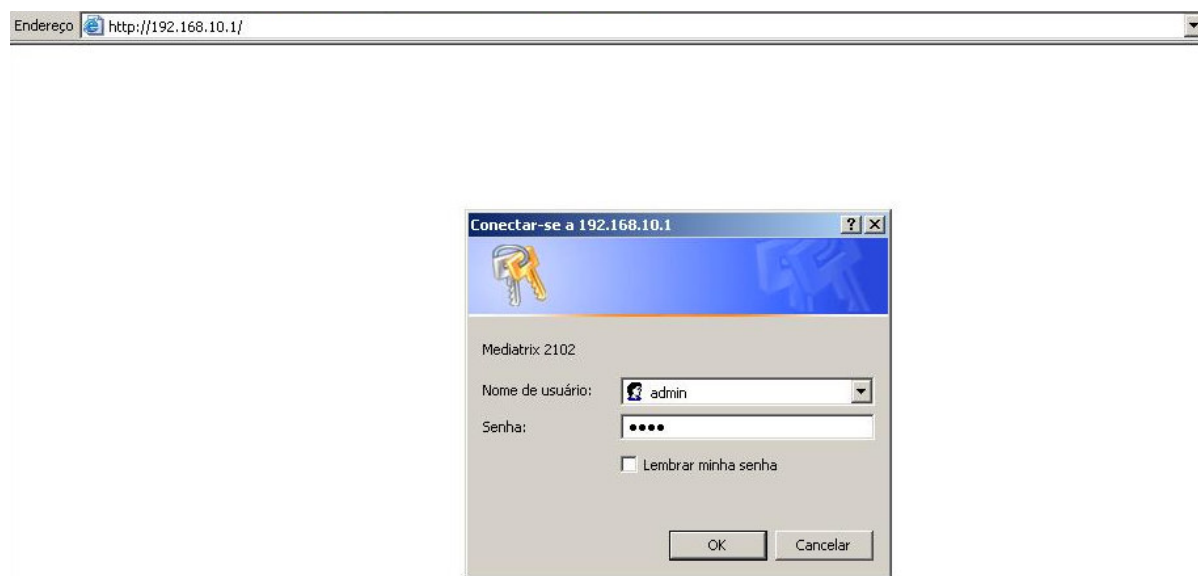 Endereço http://192.168.10.1/
Conectar-se a 192.168.10.1
Mediatrix 2102
Nome de usuário: admin
Senha: ••••
Lembrar minha senha
OK Cancelar